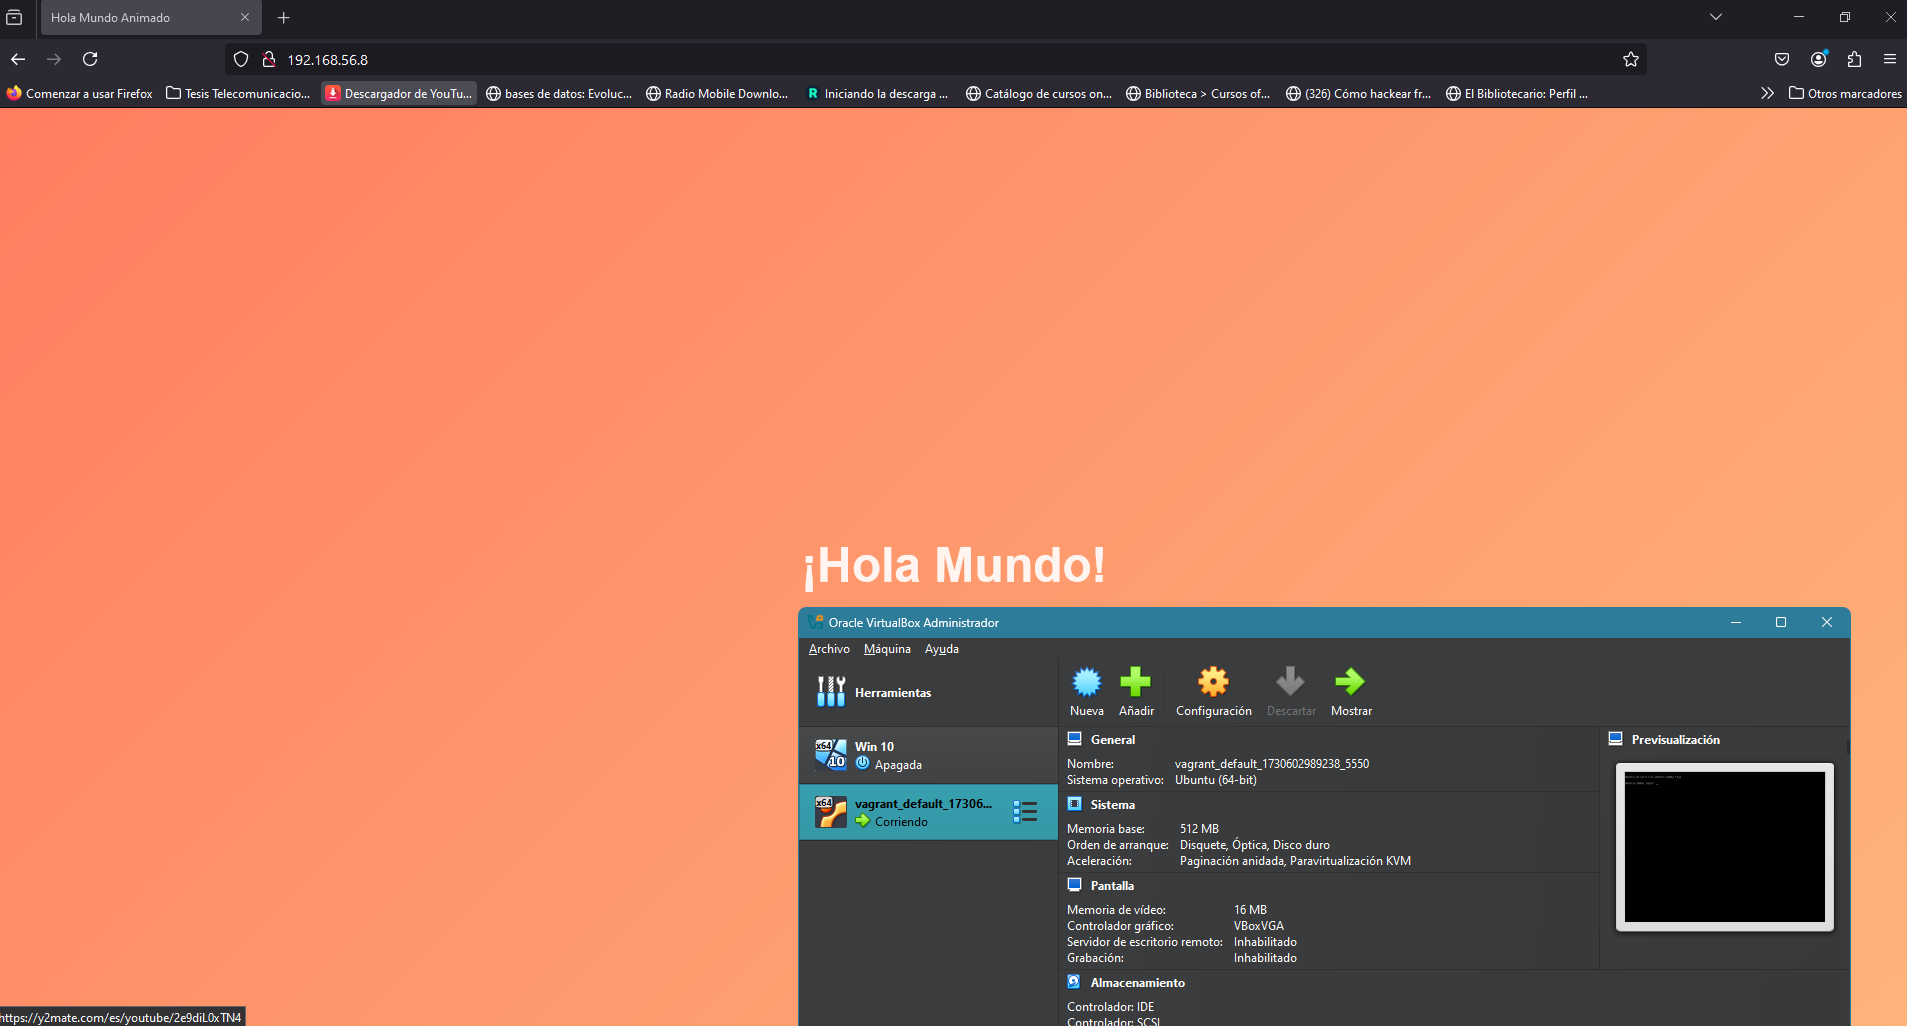 Hola Mundo Animado
192.168.56.8
Comenzar a usar Firefox
Tesis Telecomunicacio...
Descargador de YouTu...
bases de datos: Evoluc...
Radio Mobile Downlo...
Iniciando la descarga ...
Catálogo de cursos on...
Biblioteca > Cursos of...
(326) Cómo hackear fr...
El Bibliotecario: Perfil ...
Otros marcadores
¡Hola Mundo!
Oracle VirtualBox Administrador
Archivo Máquina Ayuda
Herramientas
Nueva Añadir Configuración Descartar Mostrar
x64 10
Win 10
Apagada
x64
vagrant_default_17306...
Corriendo
General
Nombre: vagrant_default_1730602989238_5550
Sistema operativo: Ubuntu (64-bit)
Sistema
Memoria base: 512 MB
Orden de arranque: Disquete, Óptica, Disco duro
Aceleración: Paginación anidada, Paravirtualización KVM
Pantalla
Memoria de vídeo: 16 MB
Controlador gráfico: VBoxVGA
Servidor de escritorio remoto: Inhabilitado
Grabación: Inhabilitado
Almacenamiento
Controlador: IDE
Controlador: SCSI
Previsualización
https://y2mate.com/es/youtube/2e9diL0xTN4